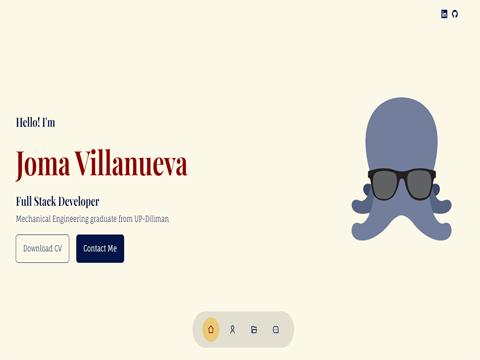 Hello! I'm
Joma Villanueva
Full Stack Developer
Mechanical Engineering graduate from UP-Diliman
Download CV
Contact Me